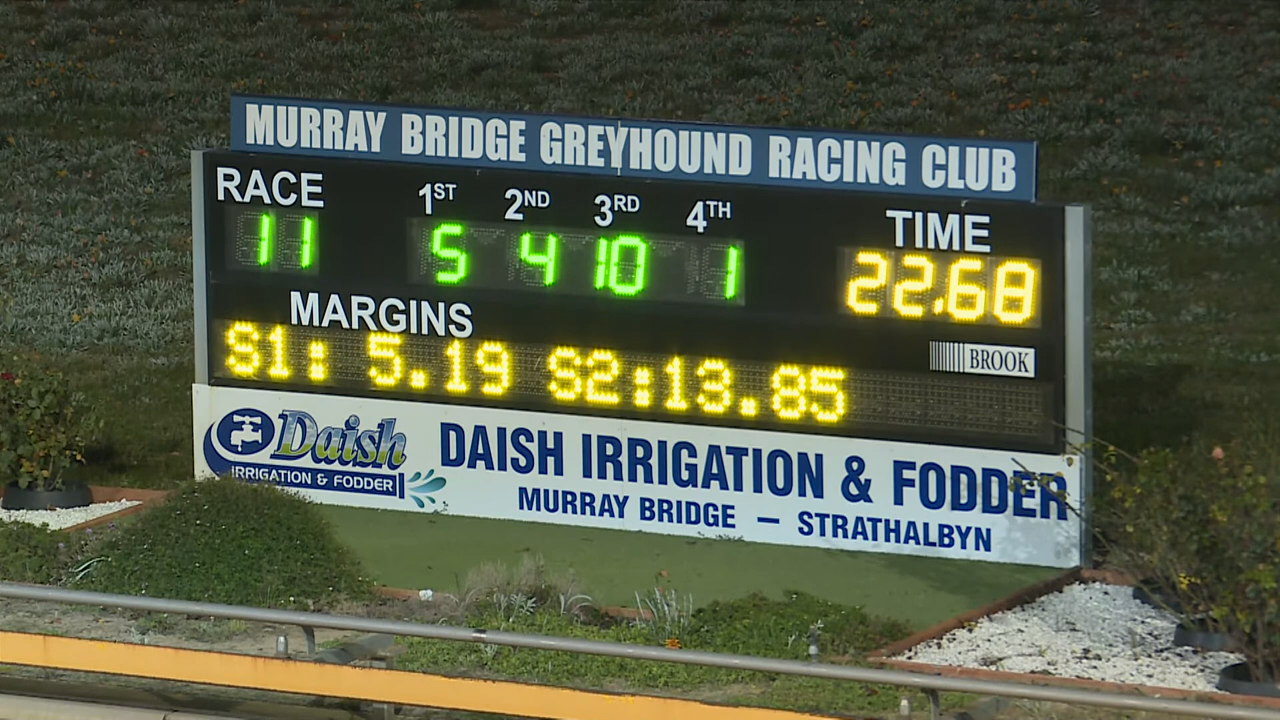 MURRAY BRIDGE GREYHOUND RACING CLUB
RACE 1ST 2ND 3RD 4TH TIME
11 5 4 10 1 22.68
MARGINS
S1: 5.19 S2:13.85
BROOK
Daish
IRRIGATION & FODDER
DAISH IRRIGATION & FODDER
MURRAY BRIDGE – STRATHALBYN